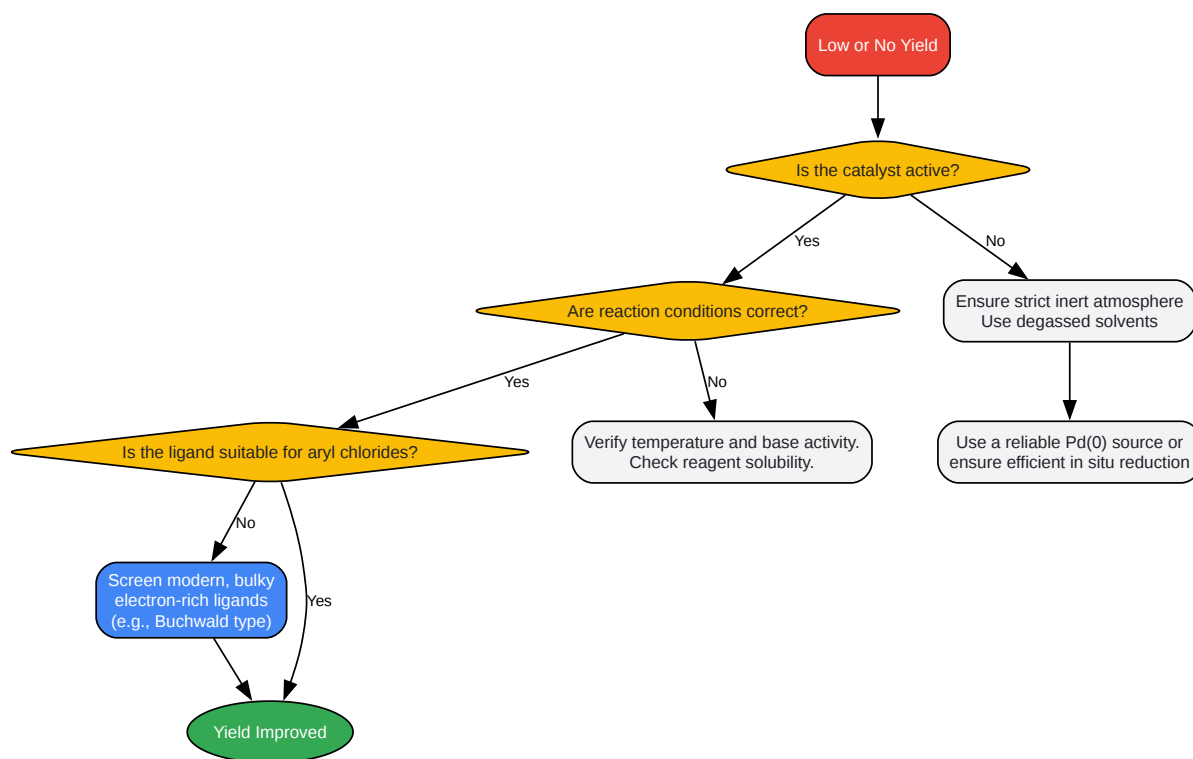 Low or No Yield
Is the catalyst active?
Yes
No
Are reaction conditions correct?
Ensure strict inert atmosphere
Use degassed solvents
Yes
No
Is the ligand suitable for aryl chlorides?
Verify temperature and base activity.
Check reagent solubility.
Use a reliable Pd(0) source or
ensure efficient in situ reduction
No
Yes
Screen modern, bulky
electron-rich ligands
(e.g., Buchwald type)
Yield Improved